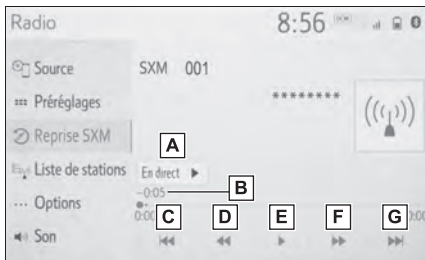 Radio 8:56
Source
SXM 001
Préréglages
********
Reprise SXM
A
Liste de stations
En direct
-0:05
B
Options
0:00
C D E F G
Son